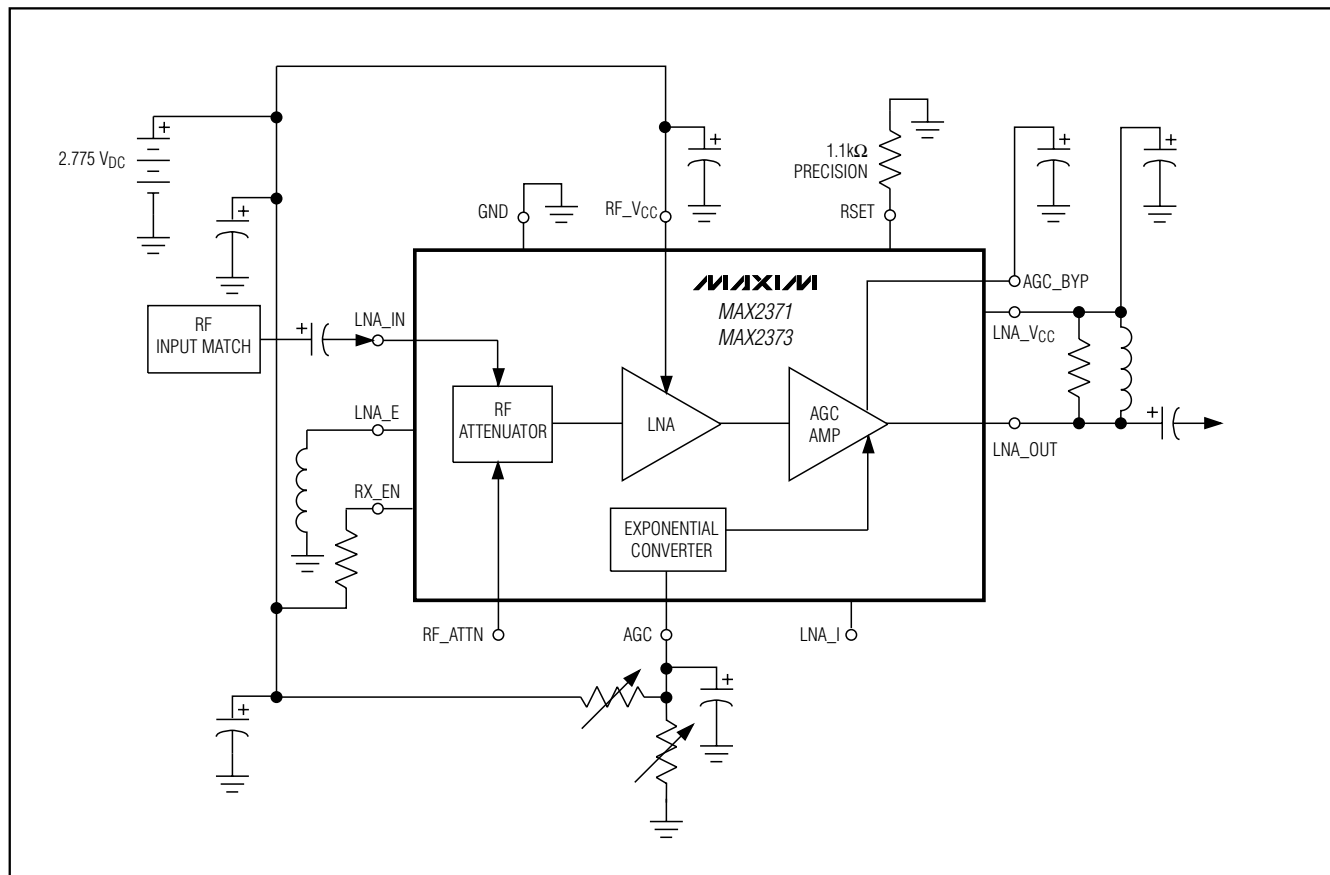 2.775 VDC
1.1kΩ
PRECISION
GND
RF_VCC
RSET
MAXIM
MAX2371
MAX2373
AGC_BYP
LNA_VCC
RF
INPUT MATCH
LNA_IN
LNA_E
RF
ATTENUATOR
LNA
AGC
AMP
LNA_OUT
RX_EN
EXPONENTIAL
CONVERTER
RF_ATTN
AGC
LNA_I